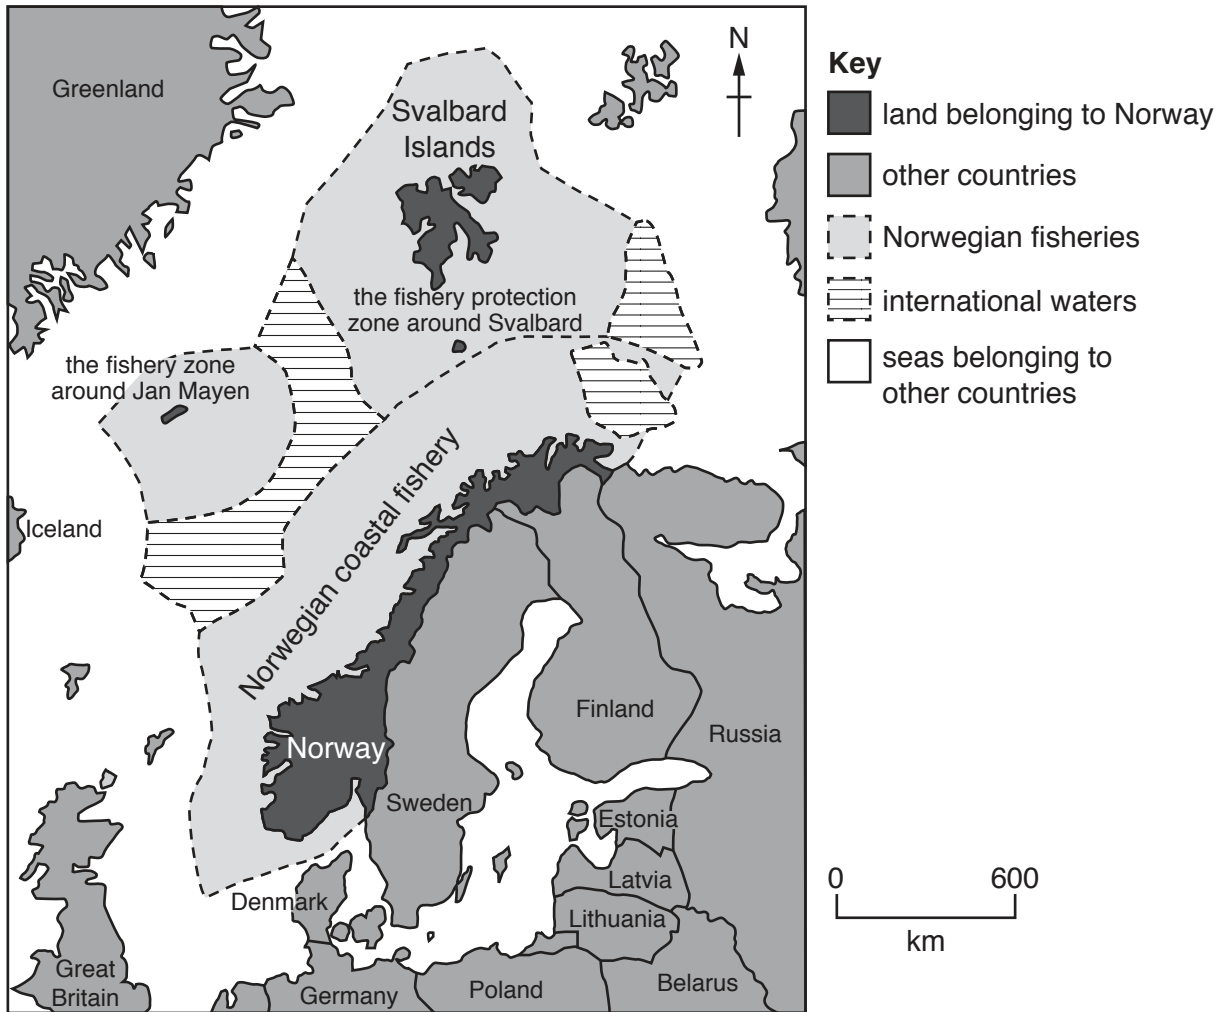 Greenland
N
Svalbard
Islands
the fishery protection
zone around Svalbard
the fishery zone
around Jan Mayen
Iceland
Norwegian coastal fishery
Norway
Finland
Russia
Sweden
Estonia
Latvia
Denmark
Lithuania
Great
Britain
Germany
Poland
Belarus
Key
land belonging to Norway
other countries
Norwegian fisheries
international waters
seas belonging to
other countries
0 600
km